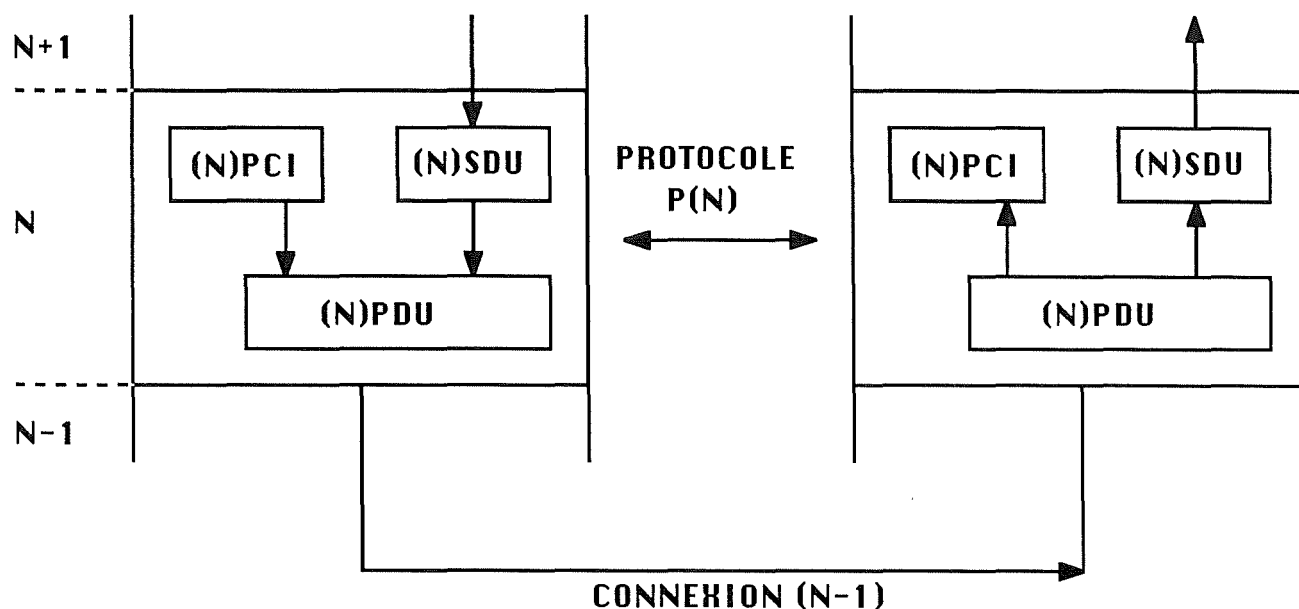 N+1
(N)PCI
(N)SDU
PROTOCOLE
P(N)
(N)PCI
(N)SDU
N
(N)PDU
(N)PDU
N-1
CONNEXION (N-1)